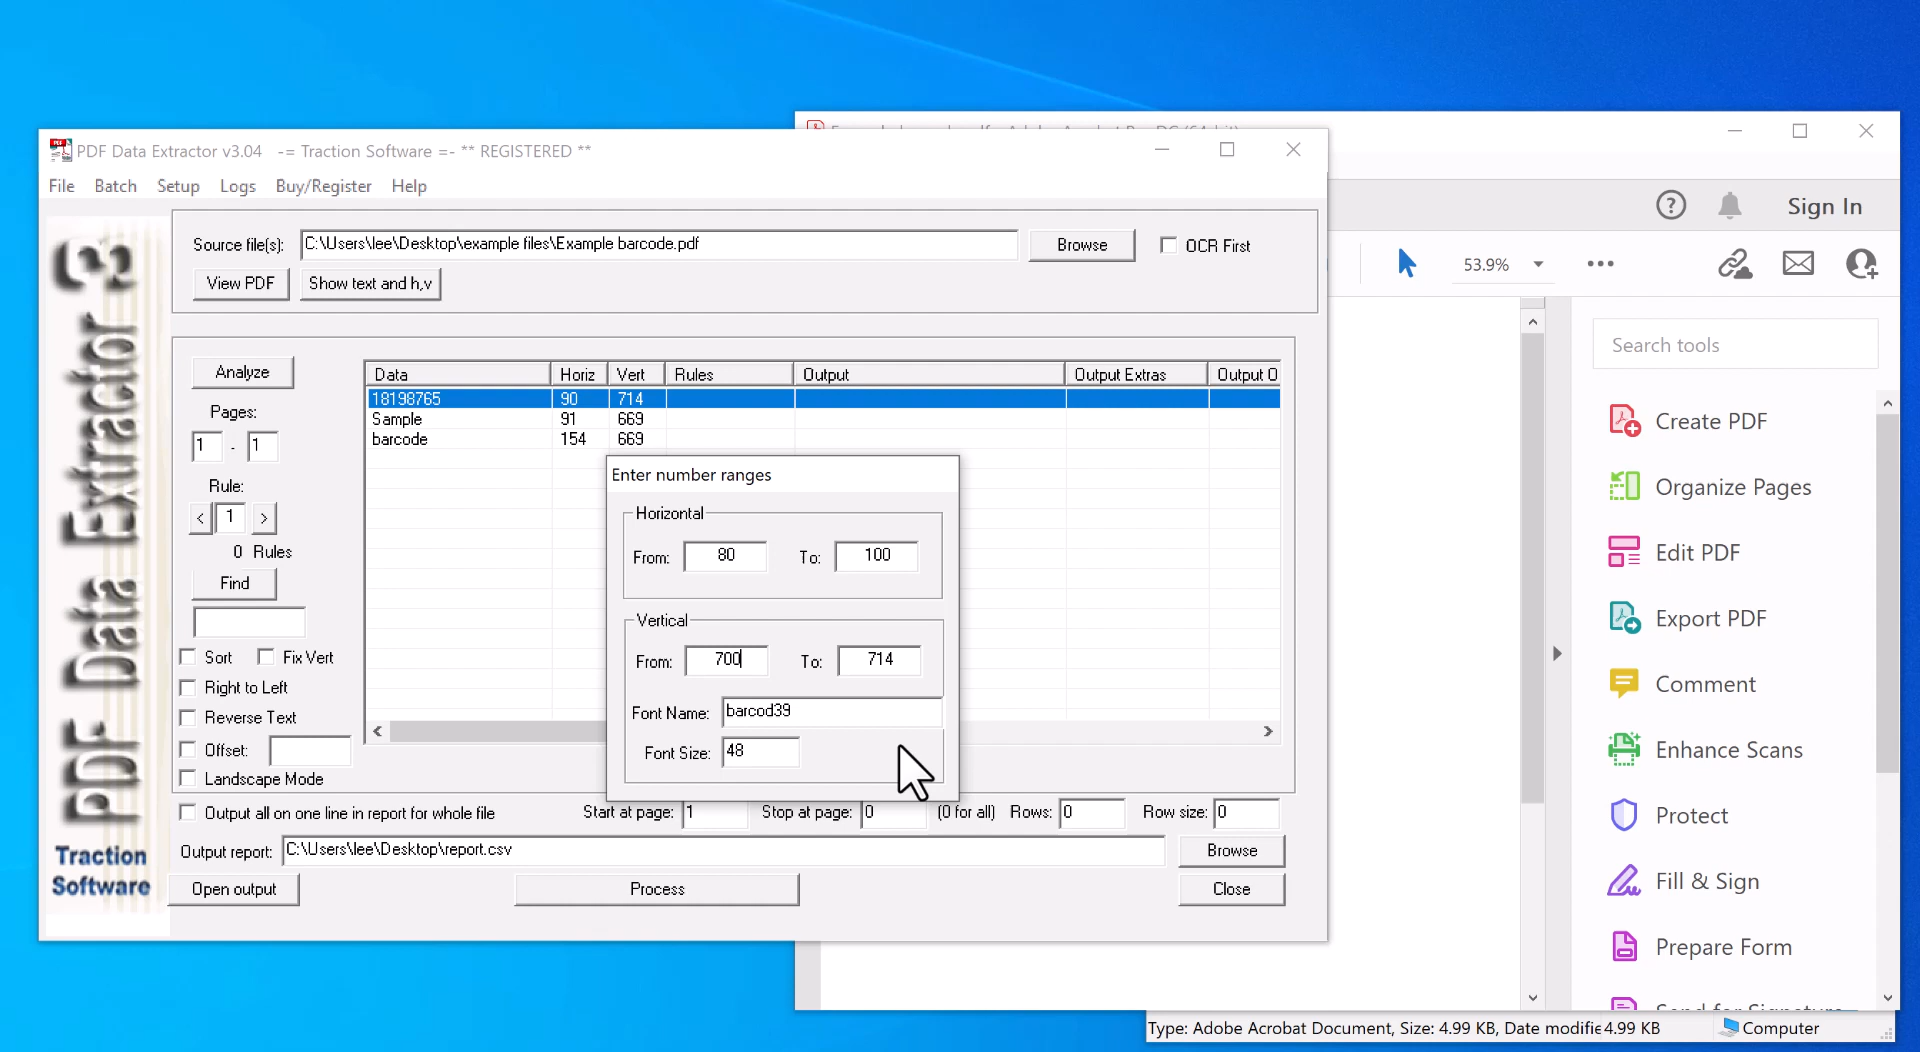 PDF Data Extractor v3.04 -= Traction Software =- ** REGISTERED **
File Batch Setup Logs Buy/Register Help
PDF Data Extractor 3
Traction
Software
Source file(s): C:\Users\lee\Desktop\example files\Example barcode.pdf Browse OCR First
View PDF Show text and h,v
Analyze
Pages:
1 - 1
Rule:
< 1 >
0 Rules
Find
Sort Fix Vert
Right to Left
Reverse Text
Offset:
Landscape Mode
Data Horiz Vert Rules Output Output Extras Output O
18198765 90 714
Sample 91 669
barcode 154 669
Enter number ranges
Horizontal
From: 80 To: 100
Vertical
From: 700 To: 714
Font Name: barcod39
Font Size: 48
Output all on one line in report for whole file Start at page: 1 Stop at page: 0 (0 for all) Rows: 0 Row size: 0
Output report: C:\Users\lee\Desktop\report.csv Browse
Open output Process Close
Sign In
53.9%
Search tools
Create PDF
Organize Pages
Edit PDF
Export PDF
Comment
Enhance Scans
Protect
Fill & Sign
Prepare Form
Type: Adobe Acrobat Document, Size: 4.99 KB, Date modifie 4.99 KB Computer